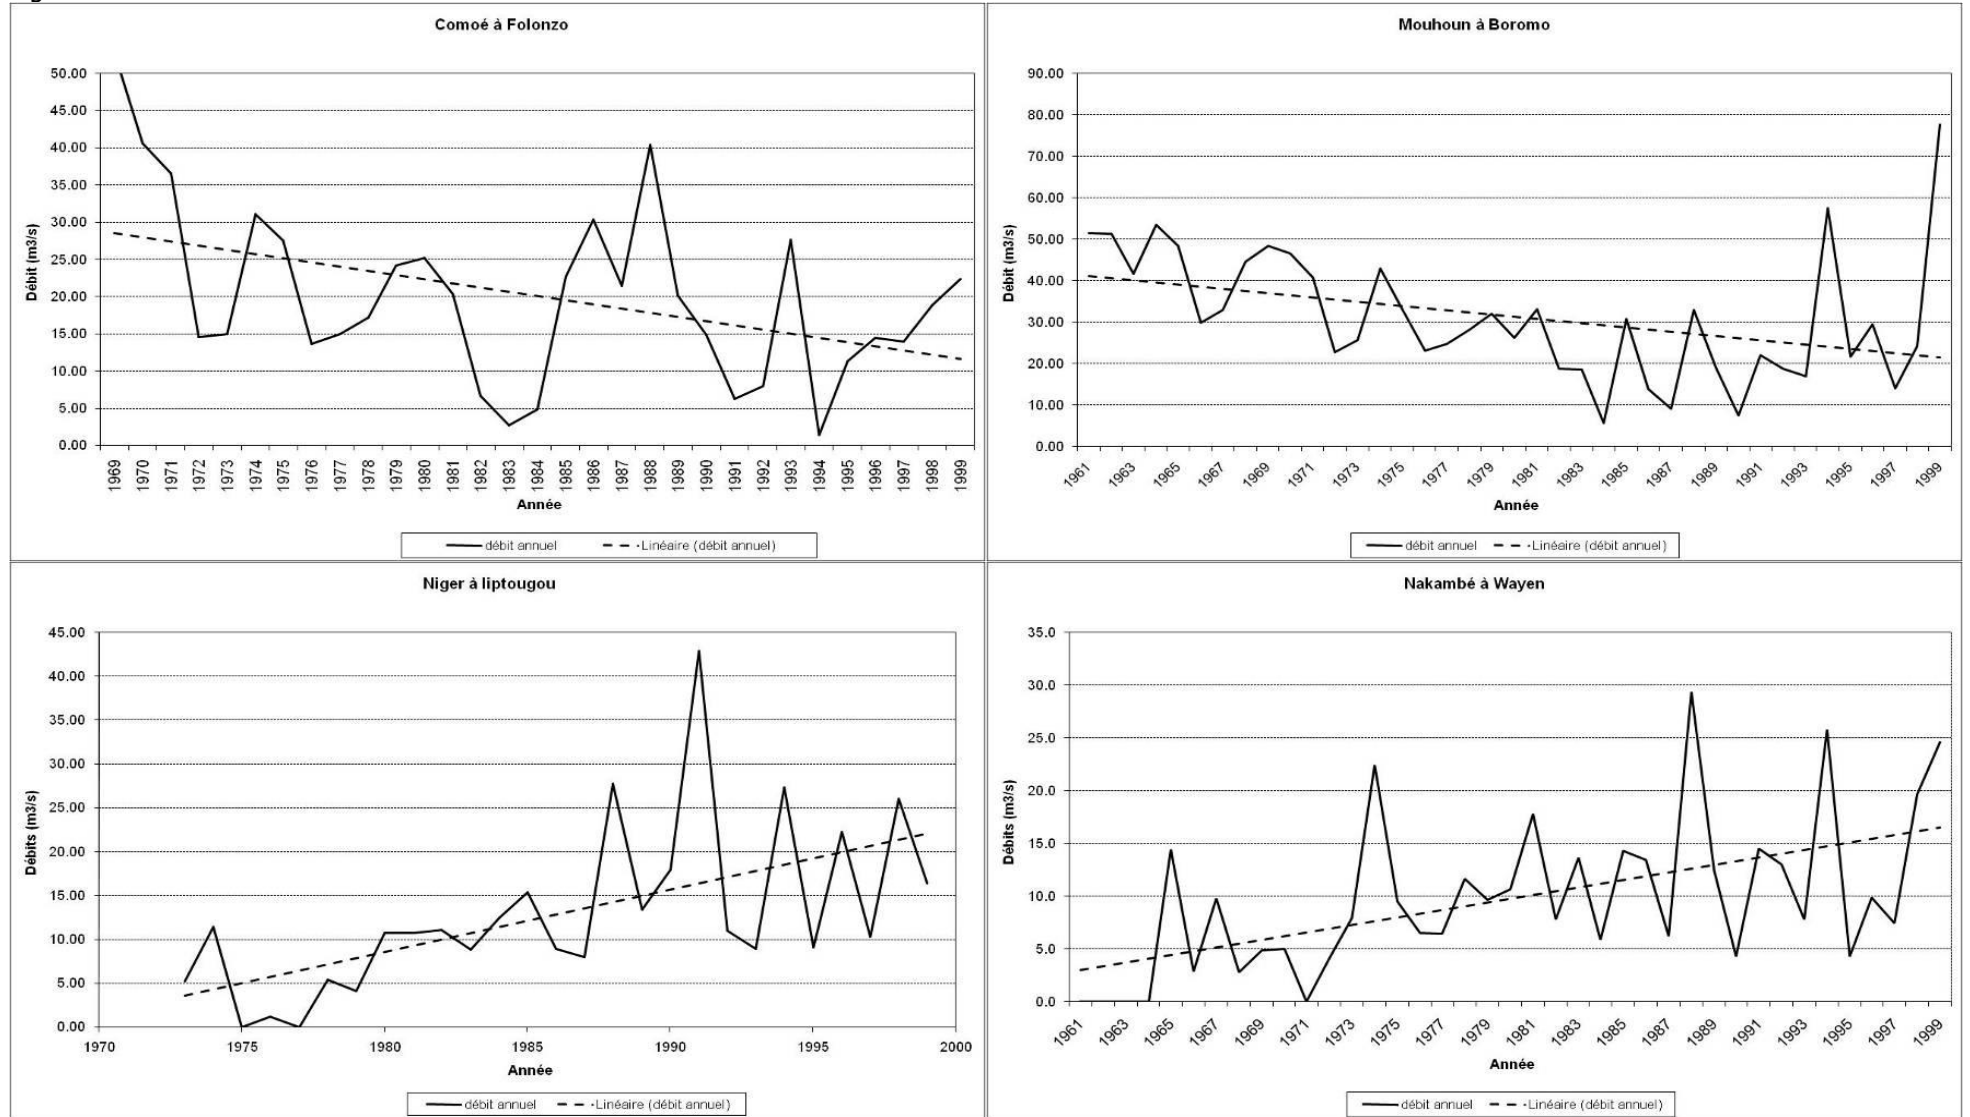 Comoé à Folonzo
50.00
45.00
40.00
35.00
30.00
25.00
20.00
15.00
10.00
5.00
0.00
Débit (m3/s)
1969 1970 1971 1972 1973 1974 1975 1976 1977 1978 1979 1980 1981 1982 1983 1984 1985 1986 1987 1988 1989 1990 1991 1992 1993 1994 1995 1996 1997 1998 1999
Année
débit annuel Linéaire (débit annuel)
Mouhoun à Boromo
90.00
80.00
70.00
60.00
50.00
40.00
30.00
20.00
10.00
0.00
Débit (m3/s)
1961 1963 1965 1967 1969 1971 1973 1975 1977 1979 1981 1983 1985 1987 1989 1991 1993 1995 1997 1999
Année
débit annuel Linéaire (débit annuel)
Niger à liptougou
45.00
40.00
35.00
30.00
25.00
20.00
15.00
10.00
5.00
0.00
Débits (m3/s)
1970 1975 1980 1985 1990 1995 2000
Année
débit annuel Linéaire (débit annuel)
Nakambé à Wayen
35.0
30.0
25.0
20.0
15.0
10.0
5.0
0.0
Débits (m3/s)
1961 1963 1965 1967 1969 1971 1973 1975 1977 1979 1981 1983 1985 1987 1989 1991 1993 1995 1997 1999
Année
débit annuel Linéaire (débit annuel)